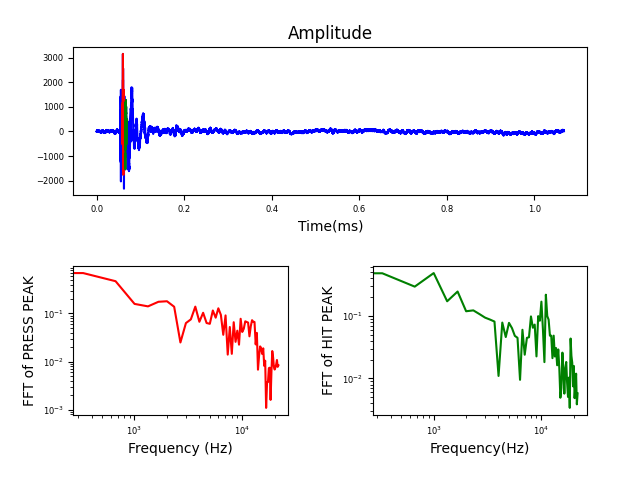 Amplitude
3000
2000
1000
0
−1000
−2000
0.0 0.2 0.4 0.6 0.8 1.0
Time(ms)
FFT of PRESS PEAK
10⁻¹
10⁻²
10⁻³
10³ 10⁴
Frequency (Hz)
FFT of HIT PEAK
10⁻¹
10⁻²
10³ 10⁴
Frequency(Hz)